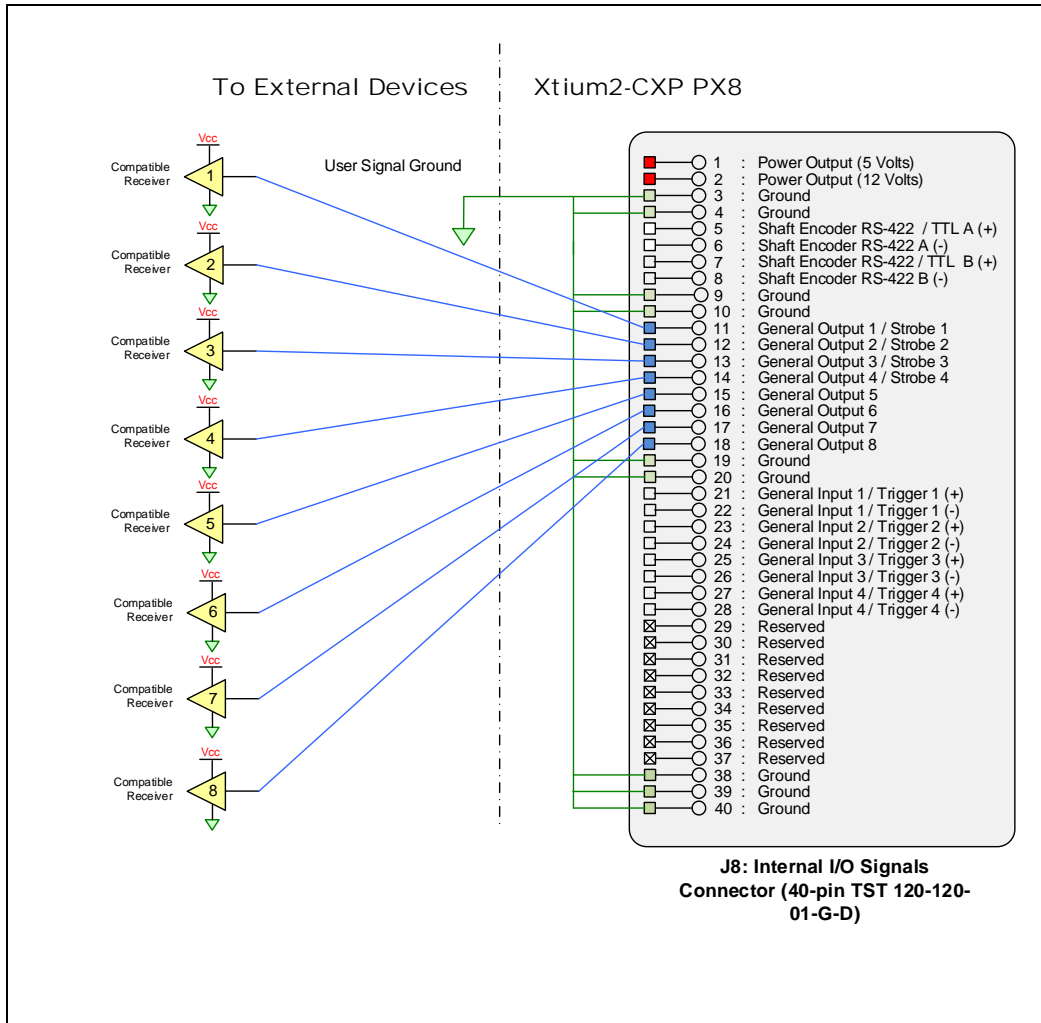 To External Devices
Xtium2-CXP PX8
User Signal Ground
Vcc
Compatible
Receiver
1
Vcc
Compatible
Receiver
2
Vcc
Compatible
Receiver
3
Vcc
Compatible
Receiver
4
Vcc
Compatible
Receiver
5
Vcc
Compatible
Receiver
6
Vcc
Compatible
Receiver
7
Vcc
Compatible
Receiver
8
1 : Power Output (5 Volts)
2 : Power Output (12 Volts)
3 : Ground
4 : Ground
5 : Shaft Encoder RS-422 / TTL A (+)
6 : Shaft Encoder RS-422 A (-)
7 : Shaft Encoder RS-422 / TTL B (+)
8 : Shaft Encoder RS-422 B (-)
9 : Ground
10 : Ground
11 : General Output 1 / Strobe 1
12 : General Output 2 / Strobe 2
13 : General Output 3 / Strobe 3
14 : General Output 4 / Strobe 4
15 : General Output 5
16 : General Output 6
17 : General Output 7
18 : General Output 8
19 : Ground
20 : Ground
21 : General Input 1 / Trigger 1 (+)
22 : General Input 1 / Trigger 1 (-)
23 : General Input 2 / Trigger 2 (+)
24 : General Input 2 / Trigger 2 (-)
25 : General Input 3 / Trigger 3 (+)
26 : General Input 3 / Trigger 3 (-)
27 : General Input 4 / Trigger 4 (+)
28 : General Input 4 / Trigger 4 (-)
29 : Reserved
30 : Reserved
31 : Reserved
32 : Reserved
33 : Reserved
34 : Reserved
35 : Reserved
36 : Reserved
37 : Reserved
38 : Ground
39 : Ground
40 : Ground
J8: Internal I/O Signals
Connector (40-pin TST 120-120-
01-G-D)